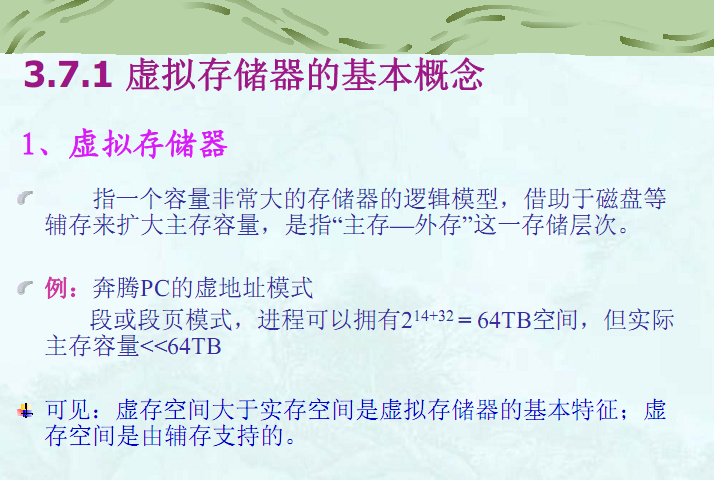 3.7.1 虚拟存储器的基本概念
1、虚拟存储器
指一个容量非常大的存储器的逻辑模型，借助于磁盘等
辅存来扩大主存容量，是指“主存—外存”这一存储层次。
例：奔腾PC的虚地址模式
段或段页模式，进程可以拥有2¹⁴⁺³²＝64TB空间，但实际
主存容量<<64TB
可见：虚存空间大于实存空间是虚拟存储器的基本特征；虚
存空间是由辅存支持的。